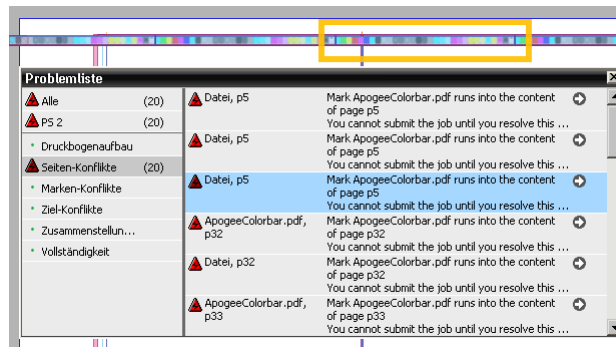 Problemliste
Alle (20)
PS 2 (20)
Druckbogenaufbau
Seiten-Konflikte (20)
Marken-Konflikte
Ziel-Konflikte
Zusammenstellun...
Vollständigkeit
Datei, p5
Mark ApogeeColorbar.pdf runs into the content
of page p5
You cannot submit the job until you resolve this ...
Datei, p5
Mark ApogeeColorbar.pdf runs into the content
of page p5
You cannot submit the job until you resolve this ...
Datei, p5
Mark ApogeeColorbar.pdf runs into the content
of page p5
You cannot submit the job until you resolve this ...
ApogeeColorbar.pdf,
p32
Mark ApogeeColorbar.pdf runs into the content
of page p32
You cannot submit the job until you resolve this ...
Datei, p32
Mark ApogeeColorbar.pdf runs into the content
of page p32
You cannot submit the job until you resolve this ...
ApogeeColorbar.pdf,
p33
Mark ApogeeColorbar.pdf runs into the content
of page p33
You cannot submit the job until you resolve this ...